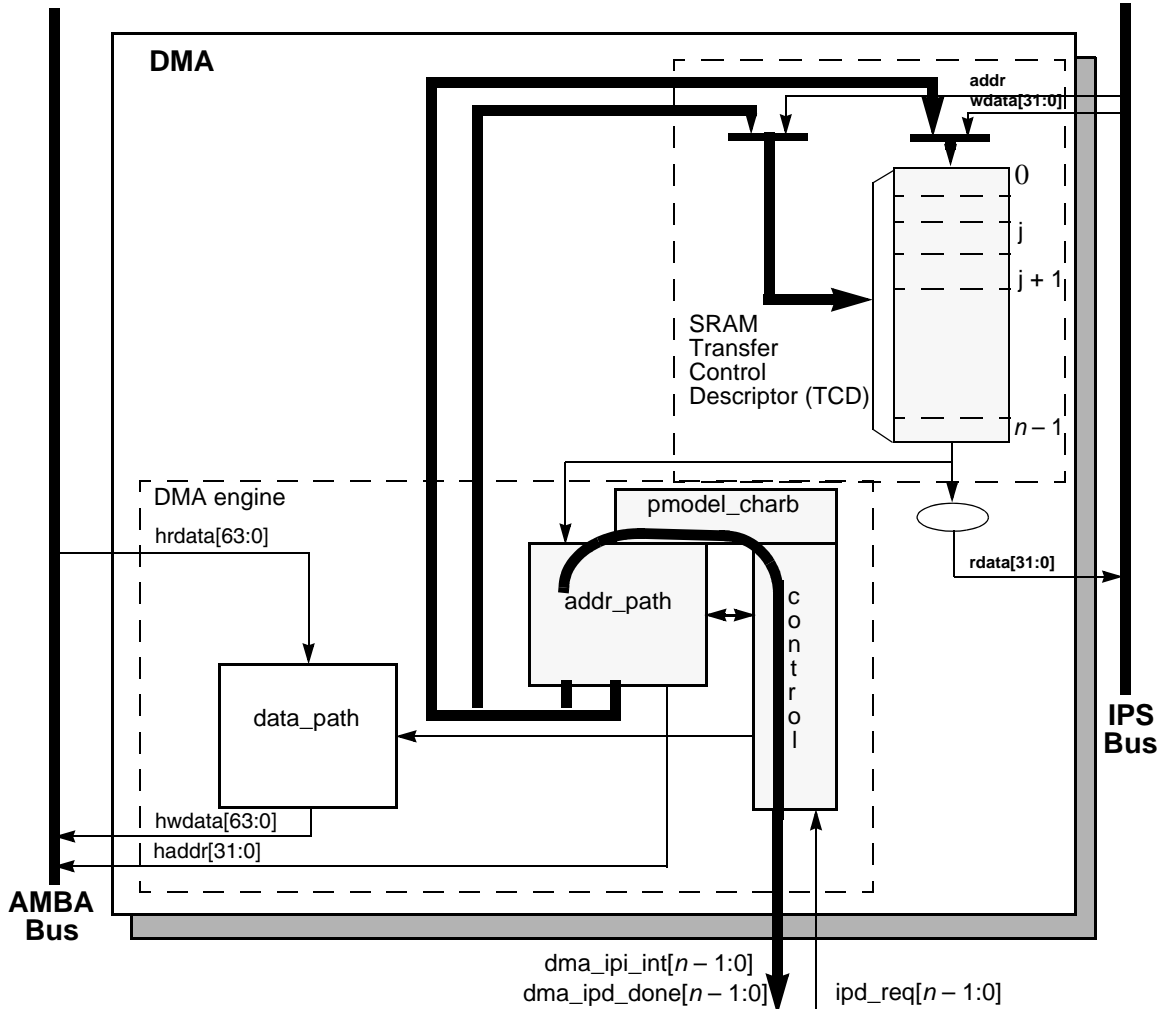 DMA
addr
wdata[31:0]
0
j
j + 1
SRAM
Transfer
Control
Descriptor (TCD)
n – 1
DMA engine
pmodel_charb
hrdata[63:0]
rdata[31:0]
addr_path
control
data_path
IPS
Bus
hwdata[63:0]
haddr[31:0]
AMBA
Bus
dma_ipi_int[n – 1:0]
dma_ipd_done[n – 1:0]
ipd_req[n – 1:0]